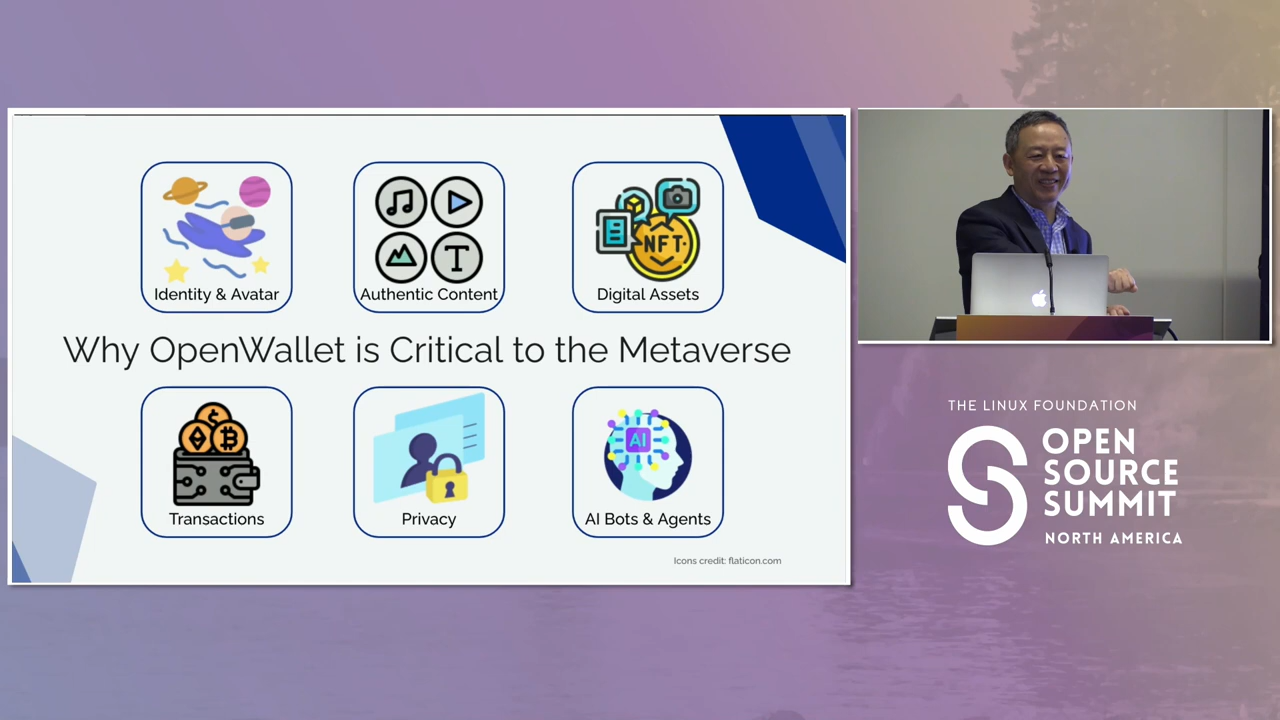 Identity & Avatar
Authentic Content
NFT
Digital Assets
Why OpenWallet is Critical to the Metaverse
Transactions
Privacy
AI
AI Bots & Agents
Icons credit: flaticon.com
THE LINUX FOUNDATION
OPEN
SOURCE
SUMMIT
NORTH AMERICA